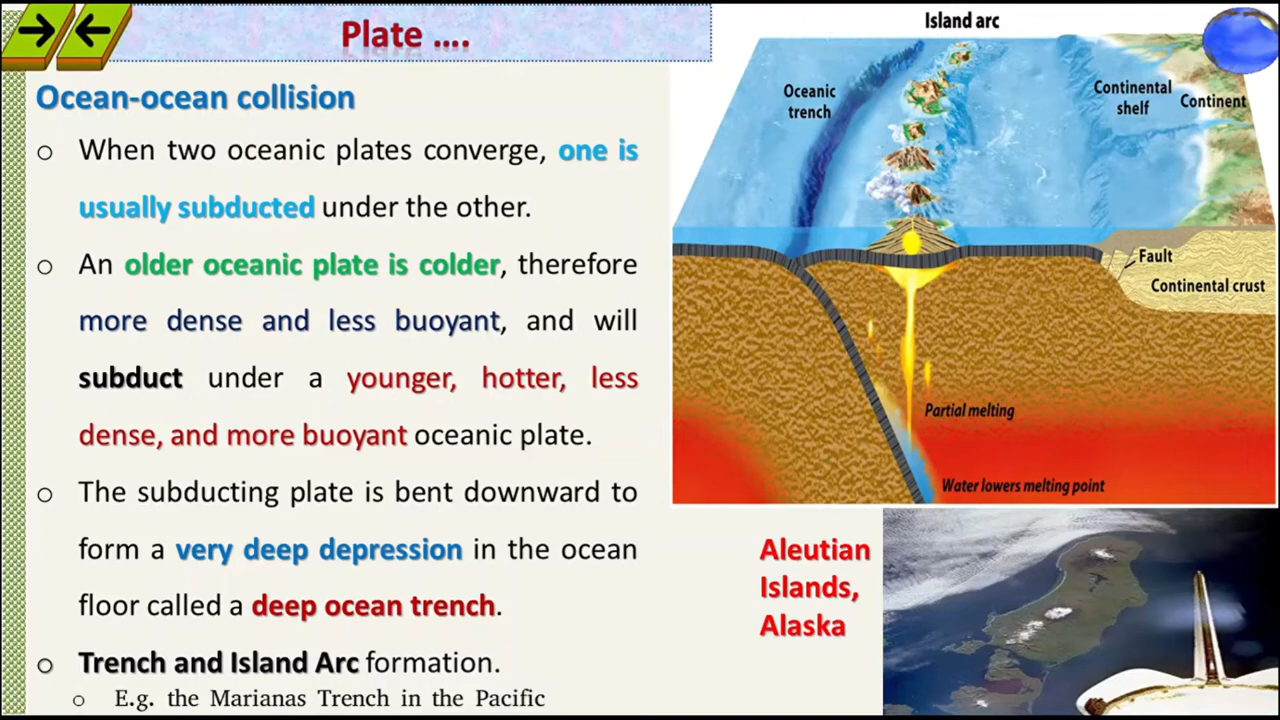 Plate ....
Ocean-ocean collision
o When two oceanic plates converge, one is
usually subducted under the other.
o An older oceanic plate is colder, therefore
more dense and less buoyant, and will
subduct under a younger, hotter, less
dense, and more buoyant oceanic plate.
o The subducting plate is bent downward to
form a very deep depression in the ocean
floor called a deep ocean trench.
o Trench and Island Arc formation.
o E.g. the Marianas Trench in the Pacific
Island arc
Oceanic
trench
Continental
shelf
Continent
Fault
Continental crust
Partial melting
Water lowers melting point
Aleutian
Islands,
Alaska